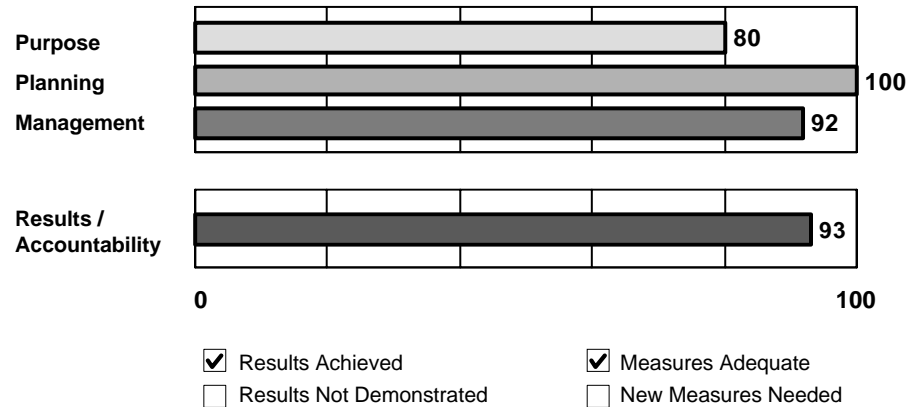 Purpose 80
Planning 100
Management 92
Results /
Accountability 93
0 100
Results Achieved Measures Adequate
Results Not Demonstrated New Measures Needed